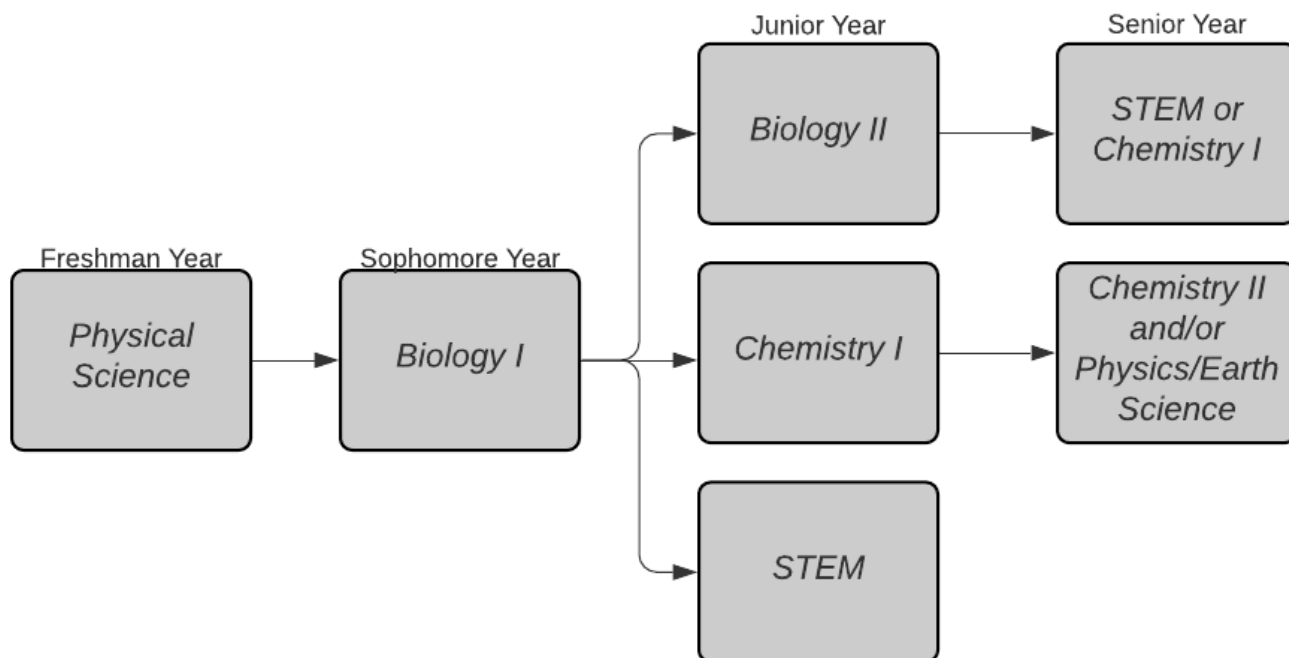 Junior Year
Senior Year
Biology II
STEM or
Chemistry I
Freshman Year
Sophomore Year
Physical
Science
Biology I
Chemistry I
Chemistry II
and/or
Physics/Earth
Science
STEM